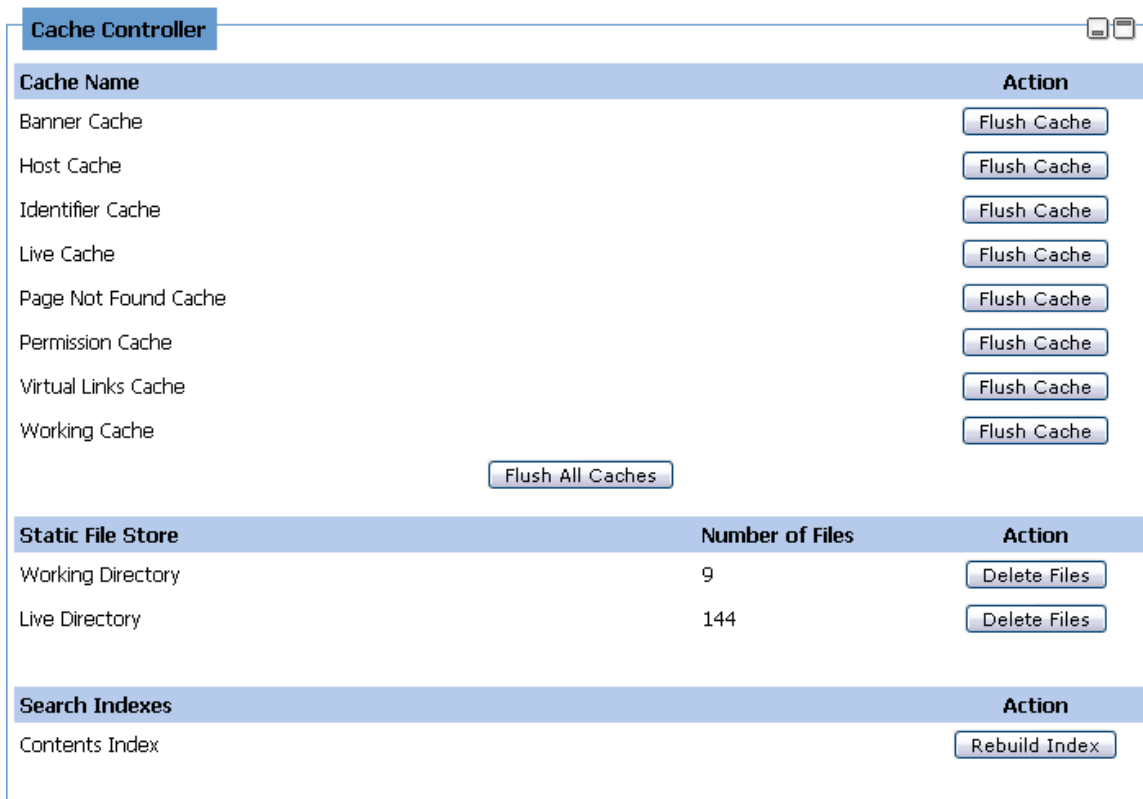 Cache Controller
Cache Name Action
Banner Cache Flush Cache
Host Cache Flush Cache
Identifier Cache Flush Cache
Live Cache Flush Cache
Page Not Found Cache Flush Cache
Permission Cache Flush Cache
Virtual Links Cache Flush Cache
Working Cache Flush Cache
Flush All Caches
Static File Store Number of Files Action
Working Directory 9 Delete Files
Live Directory 144 Delete Files
Search Indexes Action
Contents Index Rebuild Index